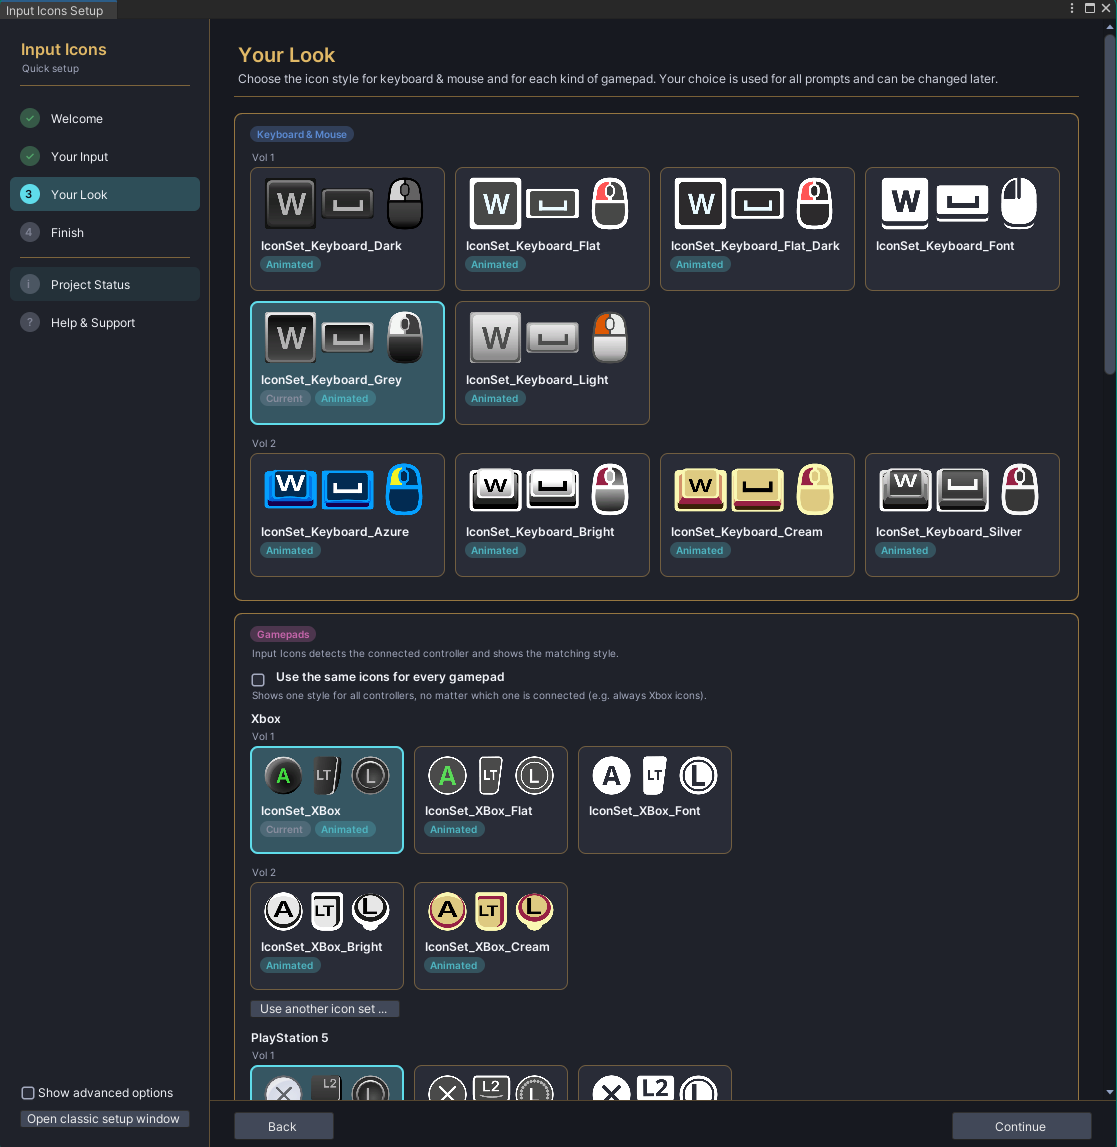 Input Icons Setup
Input Icons
Quick setup
Welcome
Your Input
3 Your Look
4 Finish
i Project Status
? Help & Support
Show advanced options
Open classic setup window
Your Look
Choose the icon style for keyboard & mouse and for each kind of gamepad. Your choice is used for all prompts and can be changed later.
Keyboard & Mouse
Vol 1
W W W W
IconSet_Keyboard_Dark IconSet_Keyboard_Flat IconSet_Keyboard_Flat_Dark IconSet_Keyboard_Font
Animated Animated Animated
W W
IconSet_Keyboard_Grey IconSet_Keyboard_Light
Current Animated Animated
Vol 2
W W W W
IconSet_Keyboard_Azure IconSet_Keyboard_Bright IconSet_Keyboard_Cream IconSet_Keyboard_Silver
Animated Animated Animated Animated
Gamepads
Input Icons detects the connected controller and shows the matching style.
Use the same icons for every gamepad
Shows one style for all controllers, no matter which one is connected (e.g. always Xbox icons).
Xbox
Vol 1
A LT L A LT L A LT L
IconSet_XBox IconSet_XBox_Flat IconSet_XBox_Font
Current Animated Animated
Vol 2
A LT L A LT L
IconSet_XBox_Bright IconSet_XBox_Cream
Animated Animated
Use another icon set ...
PlayStation 5
Vol 1
L2 L L2 L L2 L
Back Continue